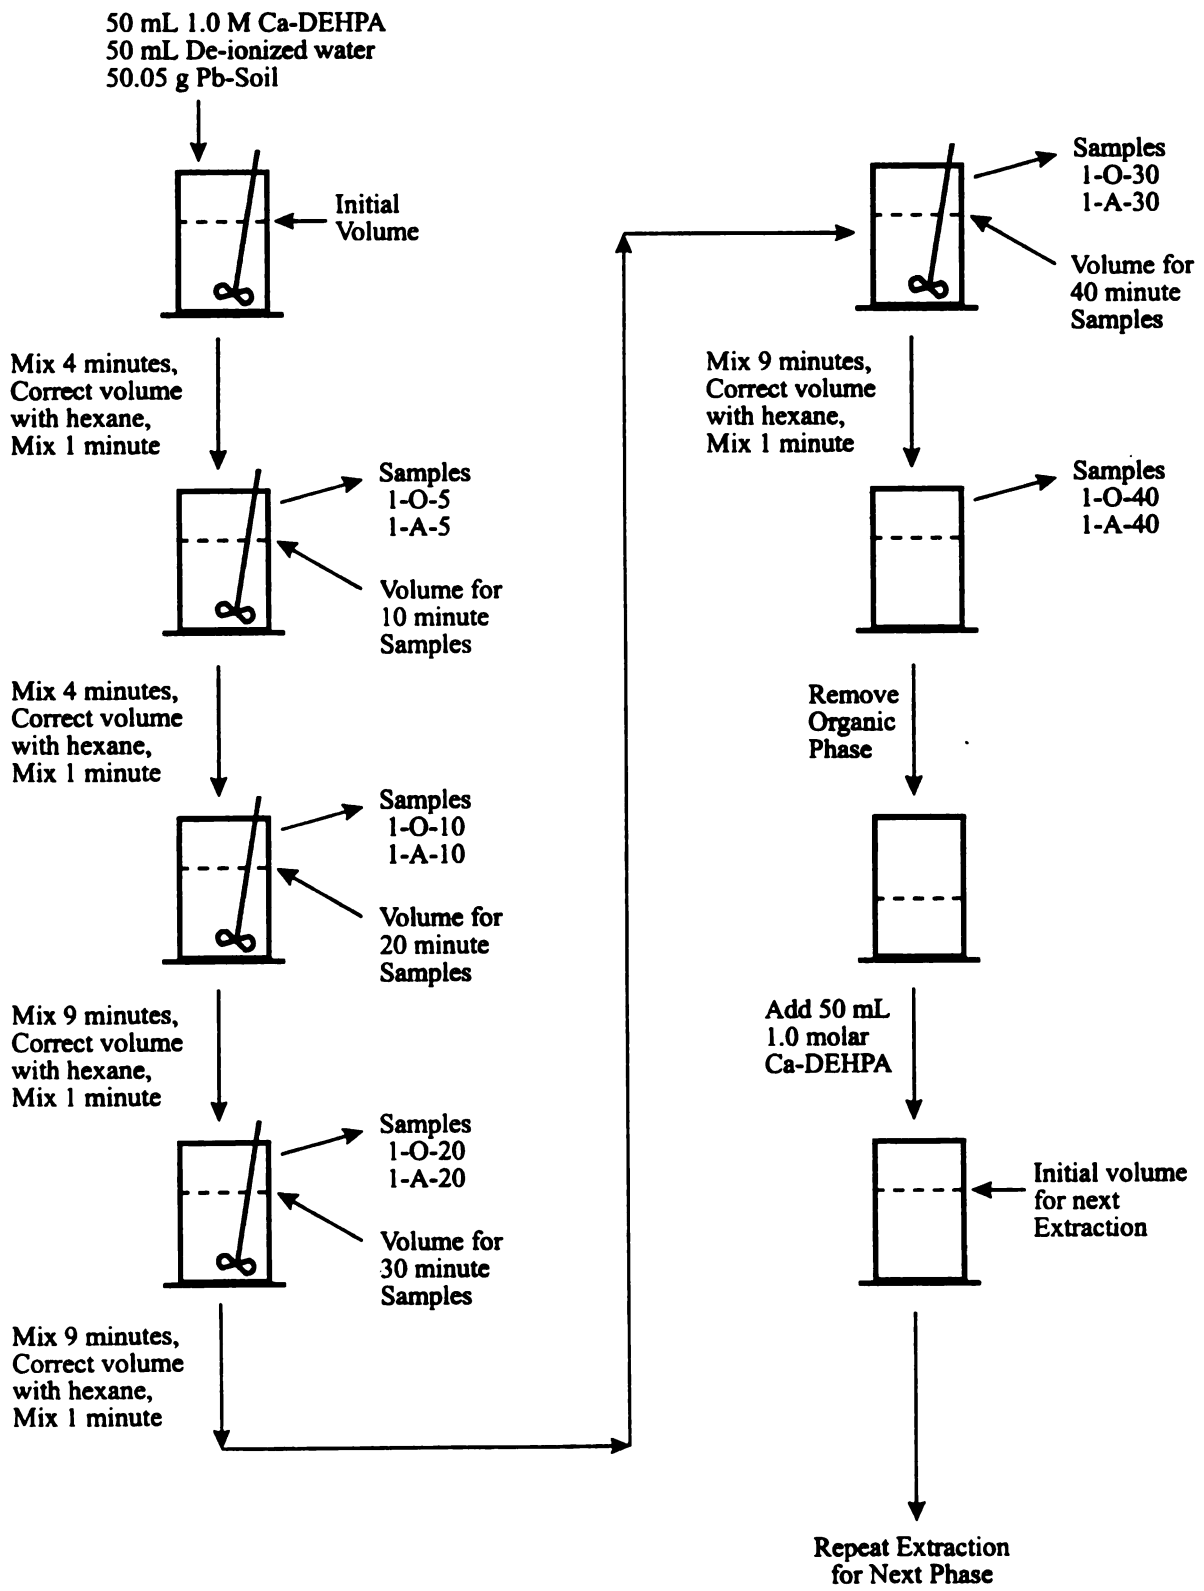 50 mL 1.0 M Ca-DEHPA
50 mL De-ionized water
50.05 g Pb-Soil
Initial
Volume
Mix 4 minutes,
Correct volume
with hexane,
Mix 1 minute
Samples
1-O-5
1-A-5
Volume for
10 minute
Samples
Mix 4 minutes,
Correct volume
with hexane,
Mix 1 minute
Samples
1-O-10
1-A-10
Volume for
20 minute
Samples
Mix 9 minutes,
Correct volume
with hexane,
Mix 1 minute
Samples
1-O-20
1-A-20
Volume for
30 minute
Samples
Mix 9 minutes,
Correct volume
with hexane,
Mix 1 minute
Samples
1-O-30
1-A-30
Volume for
40 minute
Samples
Mix 9 minutes,
Correct volume
with hexane,
Mix 1 minute
Samples
1-O-40
1-A-40
Remove
Organic
Phase
Add 50 mL
1.0 molar
Ca-DEHPA
Initial volume
for next
Extraction
Repeat Extraction
for Next Phase